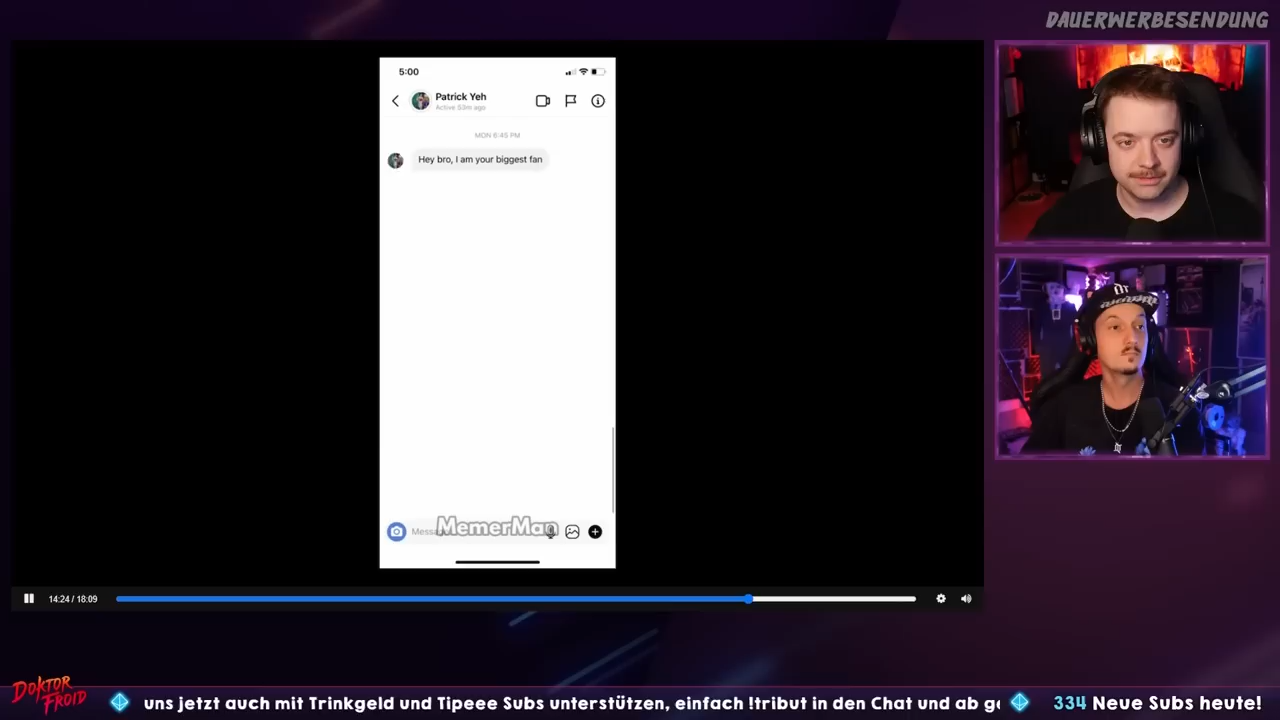 DAUERWERBESENDUNG
5:00
Patrick Yeh
Active 53m ago
MON 6:45 PM
Hey bro, I am your biggest fan
MemerMan
14:24 / 18:09
DOKTOR
FROID
uns jetzt auch mit Trinkgeld und Tipeee Subs unterstützen, einfach !tribut in den Chat und ab ge
334 Neue Subs heute!